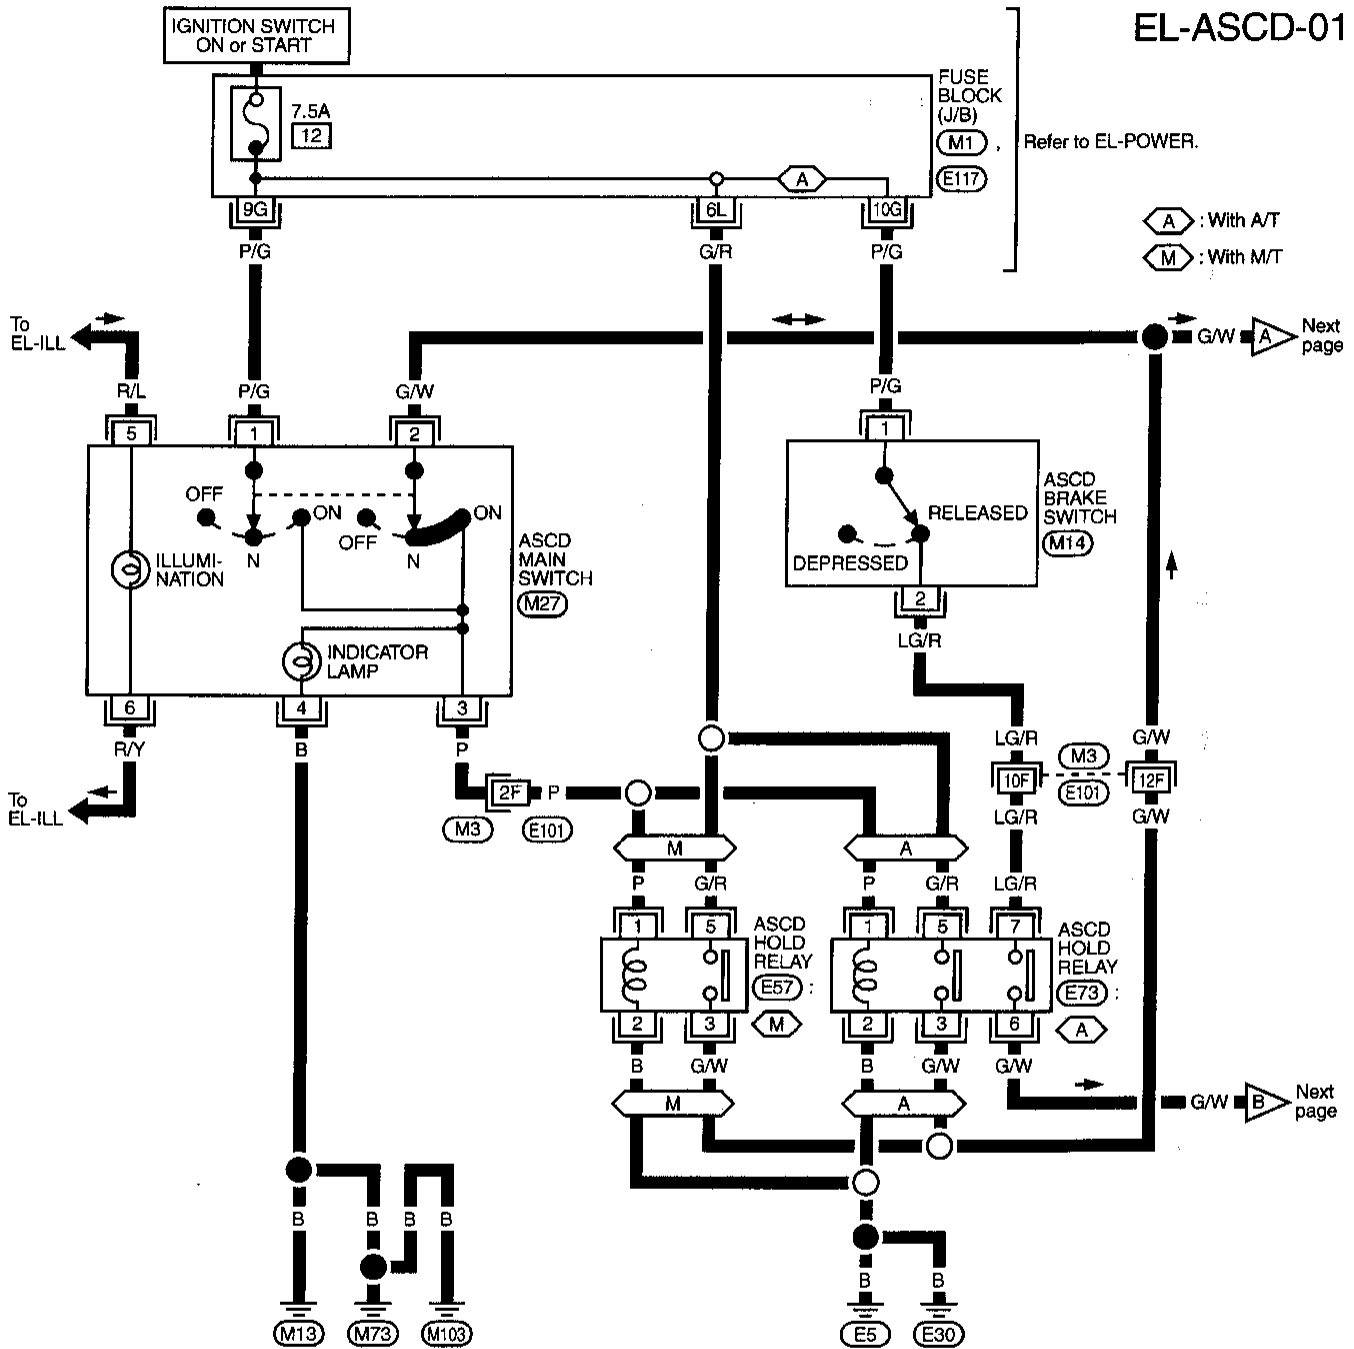 EL-ASCD-01
IGNITION SWITCH
ON or START
7.5A
12
FUSE
BLOCK
(J/B)
M1 ,
E117
Refer to EL-POWER.
A
9G
6L
10G
A : With A/T
M : With M/T
P/G
G/R
P/G
To
EL-ILL
G/W
A
Next
page
R/L
P/G
G/W
P/G
5
1
2
1
OFF
ON
OFF
ON
N
N
ILLUMI-
NATION
ASCD
MAIN
SWITCH
M27
INDICATOR
LAMP
RELEASED
DEPRESSED
ASCD
BRAKE
SWITCH
M14
2
LG/R
6
4
3
R/Y
B
P
To
EL-ILL
2F
P
M3
E101
LG/R
M3
G/W
10F
12F
E101
LG/R
G/W
M
A
P
G/R
P
G/R
LG/R
1
5
1
5
7
ASCD
HOLD
RELAY
E57 :
M
ASCD
HOLD
RELAY
E73 :
A
2
3
2
3
6
B
G/W
B
G/W
G/W
M
A
G/W
B
Next
page
B
B
B
B
B
B
M13
M73
M103
E5
E30